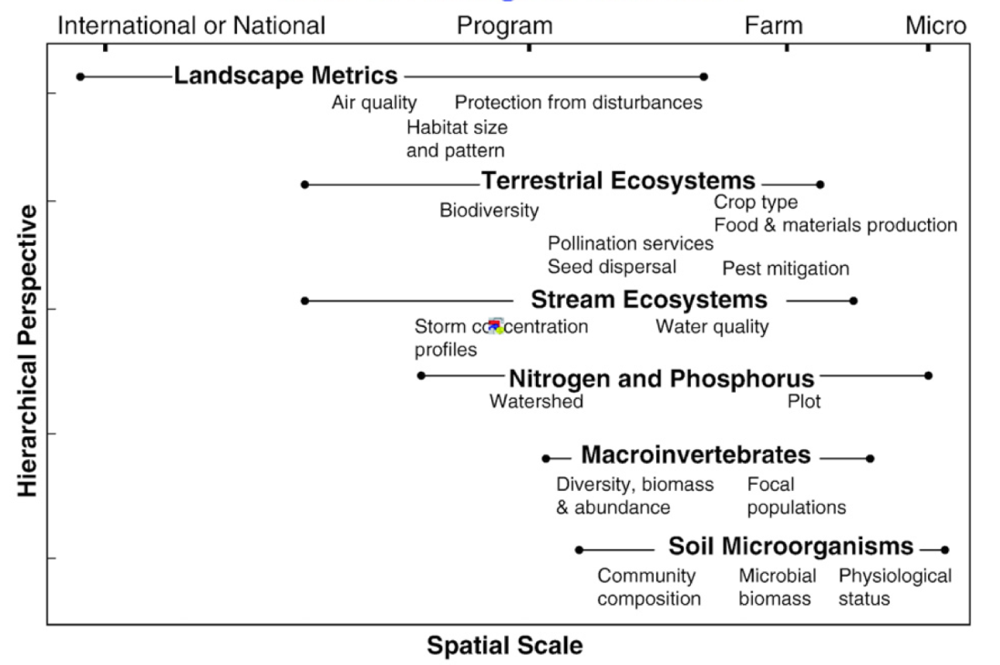 International or National Program Farm Micro
Landscape Metrics
Air quality Protection from disturbances
Habitat size
and pattern
Terrestrial Ecosystems
Biodiversity Crop type
Food & materials production
Pollination services
Seed dispersal Pest mitigation
Stream Ecosystems
Storm Water quality
profiles
Nitrogen and Phosphorus
Watershed Plot
Macroinvertebrates
Diversity, biomass Focal
& abundance populations
Soil Microorganisms
Community Microbial Physiological
composition biomass status
Hierarchical Perspective
Spatial Scale